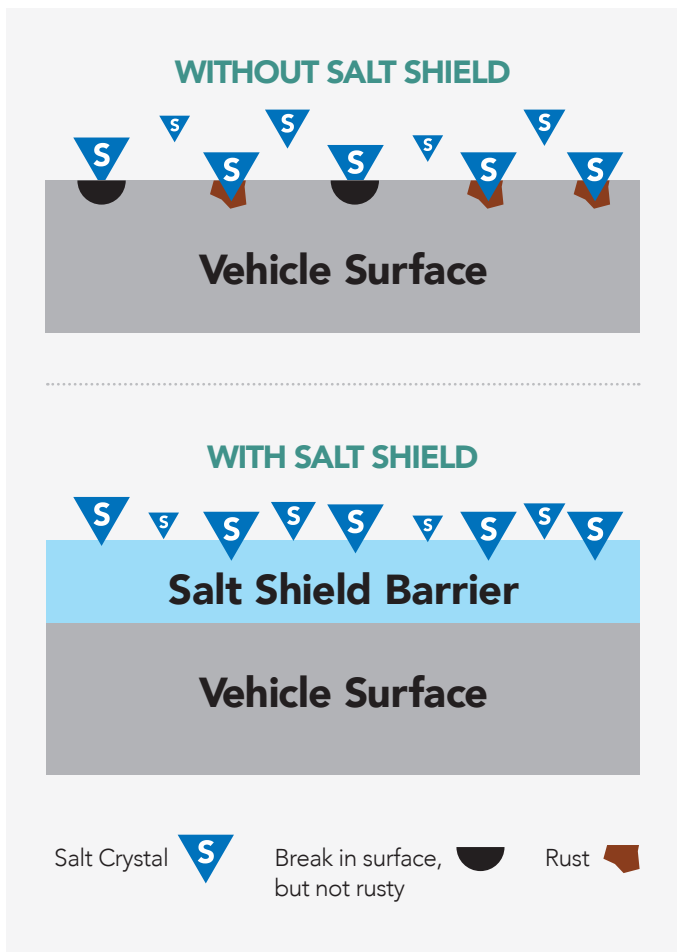 WITHOUT SALT SHIELD
S S S S S S S S S
Vehicle Surface
WITH SALT SHIELD
S S S S S S S S S
Salt Shield Barrier
Vehicle Surface
Salt Crystal S Break in surface, Rust
but not rusty